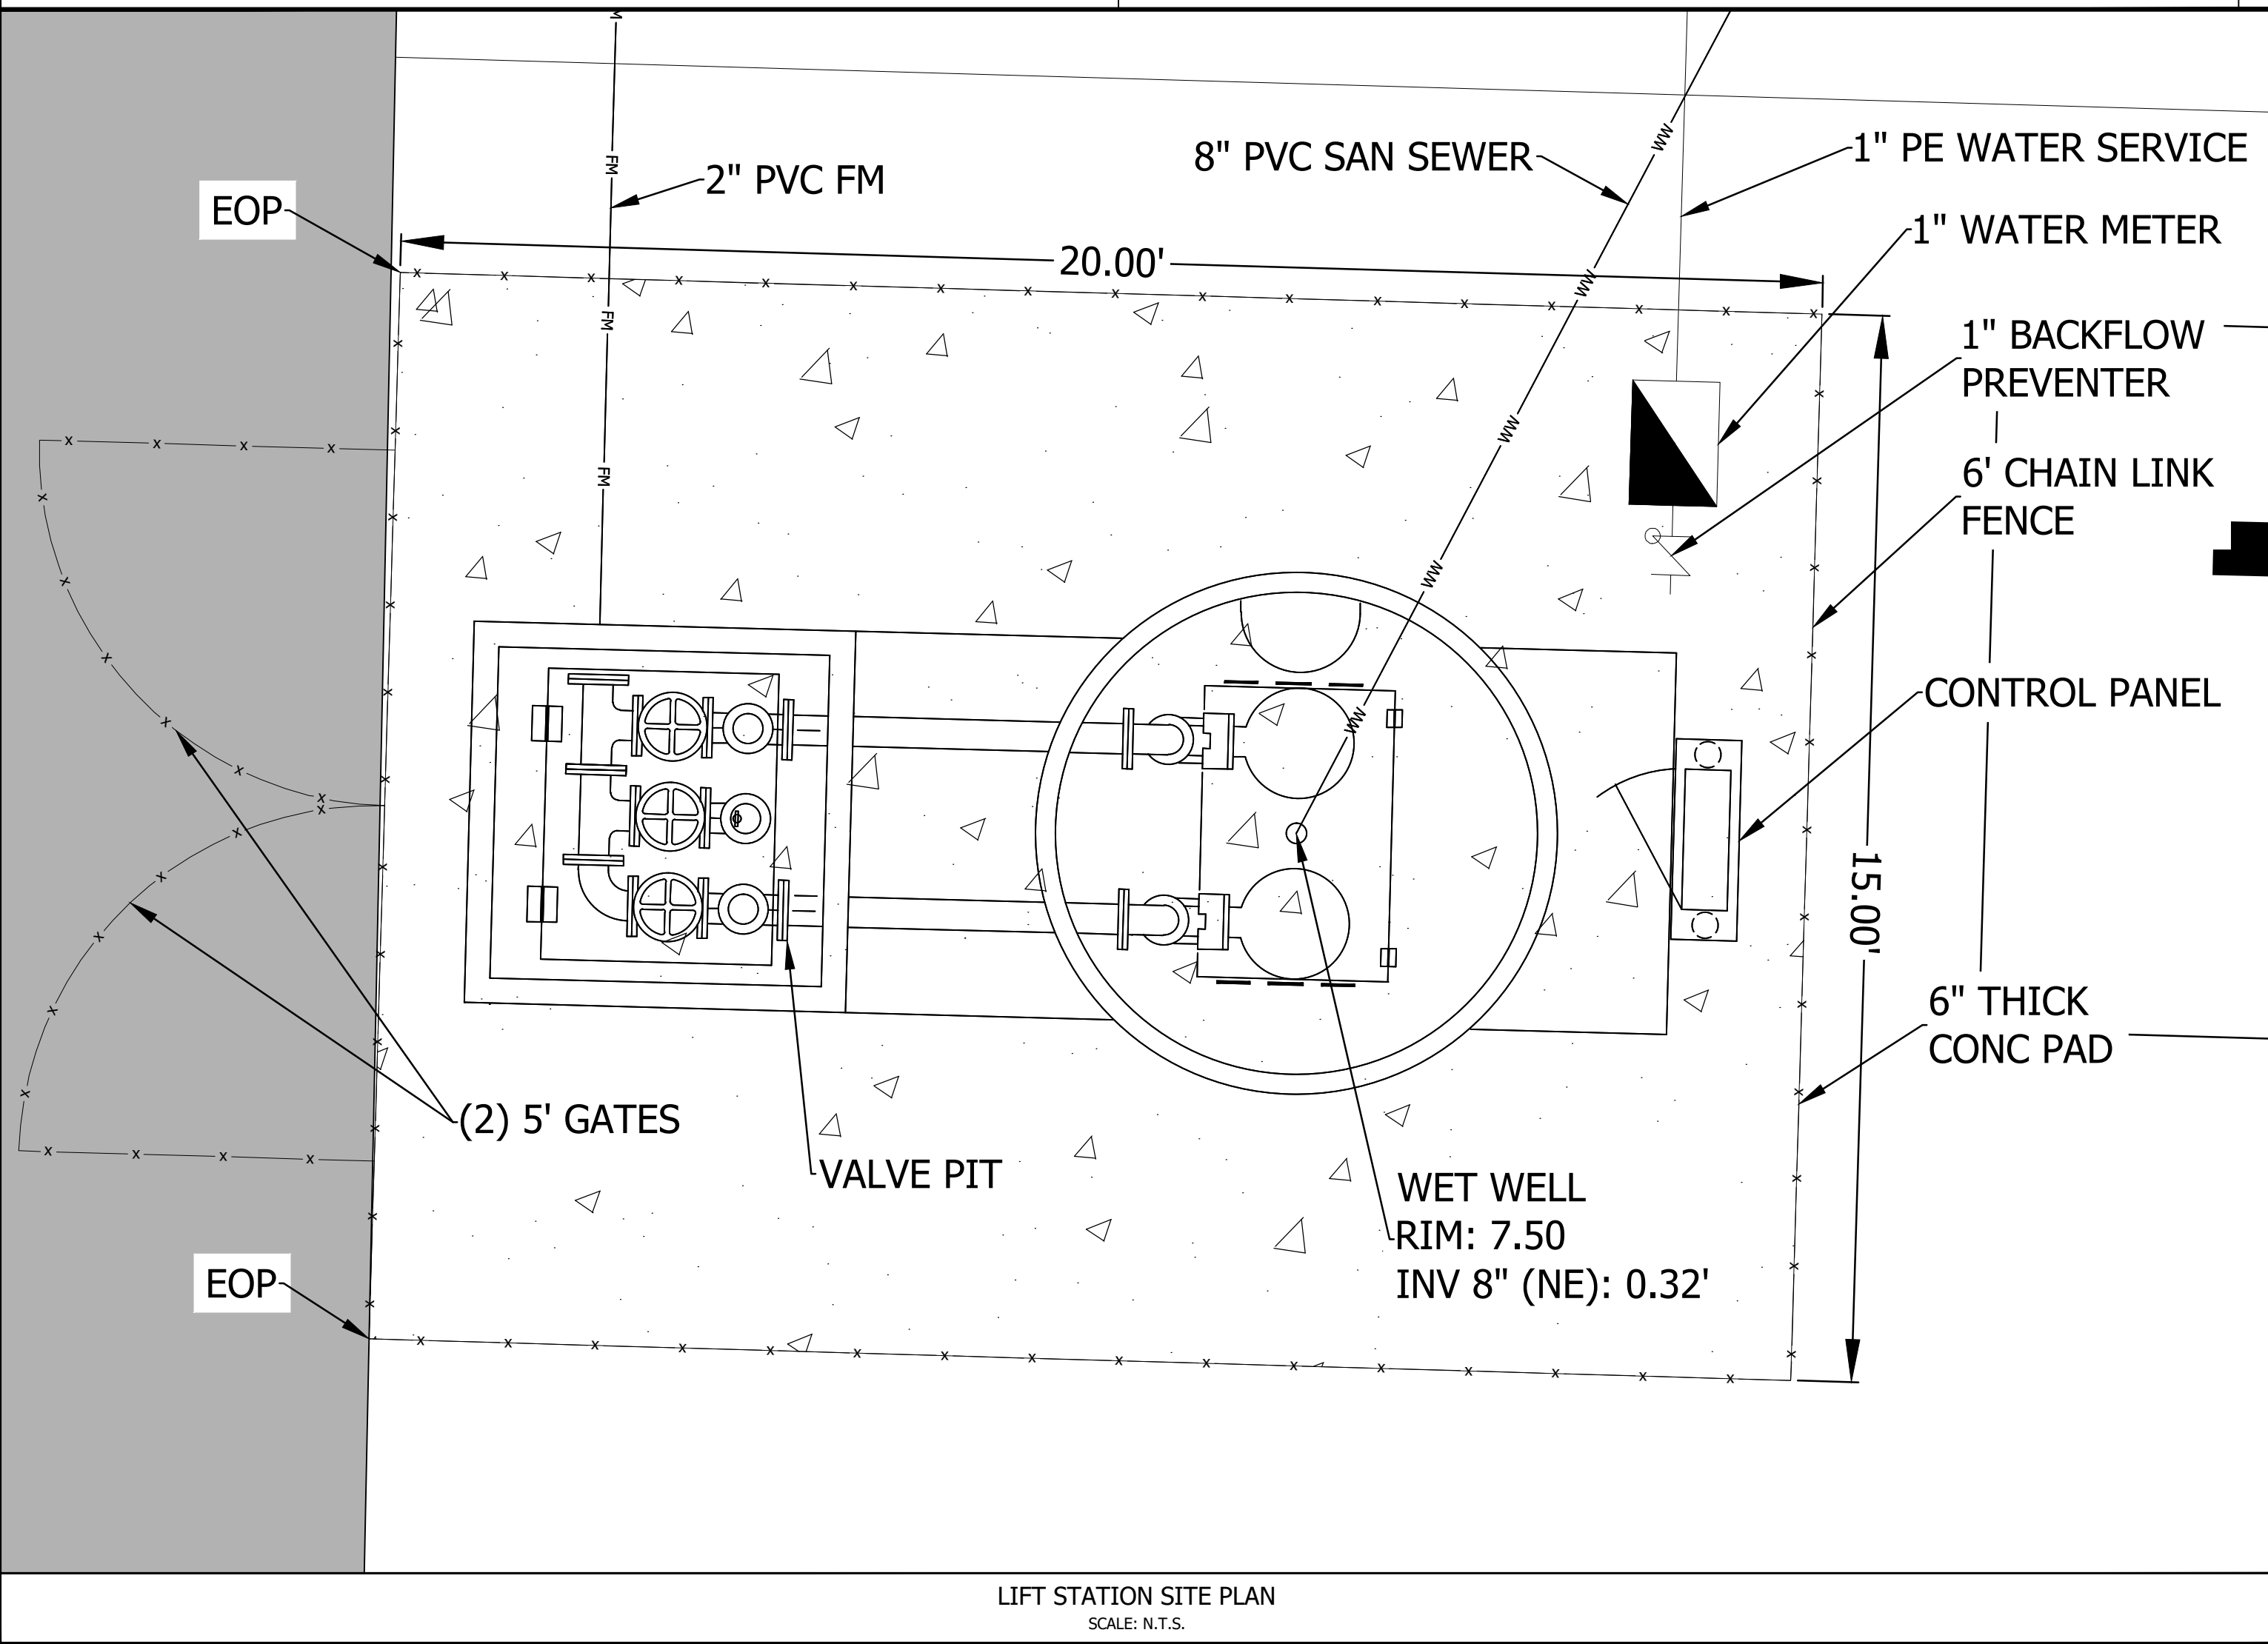 2" PVC FM
8" PVC SAN SEWER
1" PE WATER SERVICE
EOP
1" WATER METER
20.00'
1" BACKFLOW
PREVENTER
6' CHAIN LINK
FENCE
CONTROL PANEL
15.00'
6" THICK
CONC PAD
(2) 5' GATES
VALVE PIT
WET WELL
RIM: 7.50
INV 8" (NE): 0.32'
EOP
FM
FM
FM
WW
WW
WW
WW
WW
LIFT STATION SITE PLAN
SCALE: N.T.S.